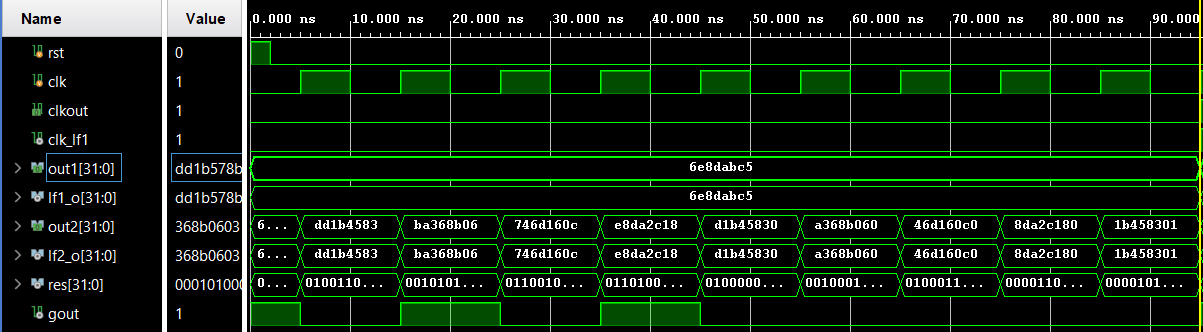 Name Value 0.000 ns 10.000 ns 20.000 ns 30.000 ns 40.000 ns 50.000 ns 60.000 ns 70.000 ns 80.000 ns 90.000
rst 0
clk 1
clkout 1
clk_lf1 1
out1[31:0] dd1b578b 6e8dabc5
lf1_o[31:0] dd1b578b 6e8dabc5
out2[31:0] 368b0603 6... dd1b4583 ba368b06 746d160c e8da2c18 d1b45830 a368b060 46d160c0 8da2c180 1b458301
lf2_o[31:0] 368b0603 6... dd1b4583 ba368b06 746d160c e8da2c18 d1b45830 a368b060 46d160c0 8da2c180 1b458301
res[31:0] 000101000 0... 0100110... 0010101... 0110010... 0110100... 0100000... 0010001... 0100011... 0000110... 0000101...
gout 1